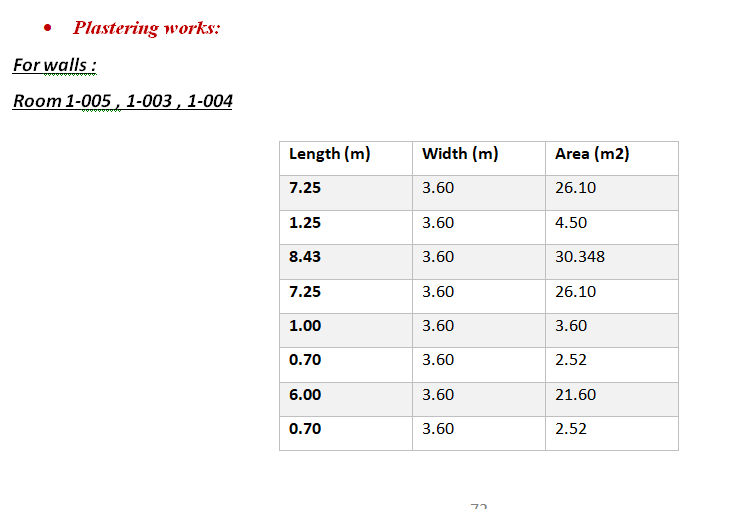 • Plastering works:
For walls :
Room 1-005 , 1-003 , 1-004
Length (m) Width (m) Area (m2)
7.25 3.60 26.10
1.25 3.60 4.50
8.43 3.60 30.348
7.25 3.60 26.10
1.00 3.60 3.60
0.70 3.60 2.52
6.00 3.60 21.60
0.70 3.60 2.52